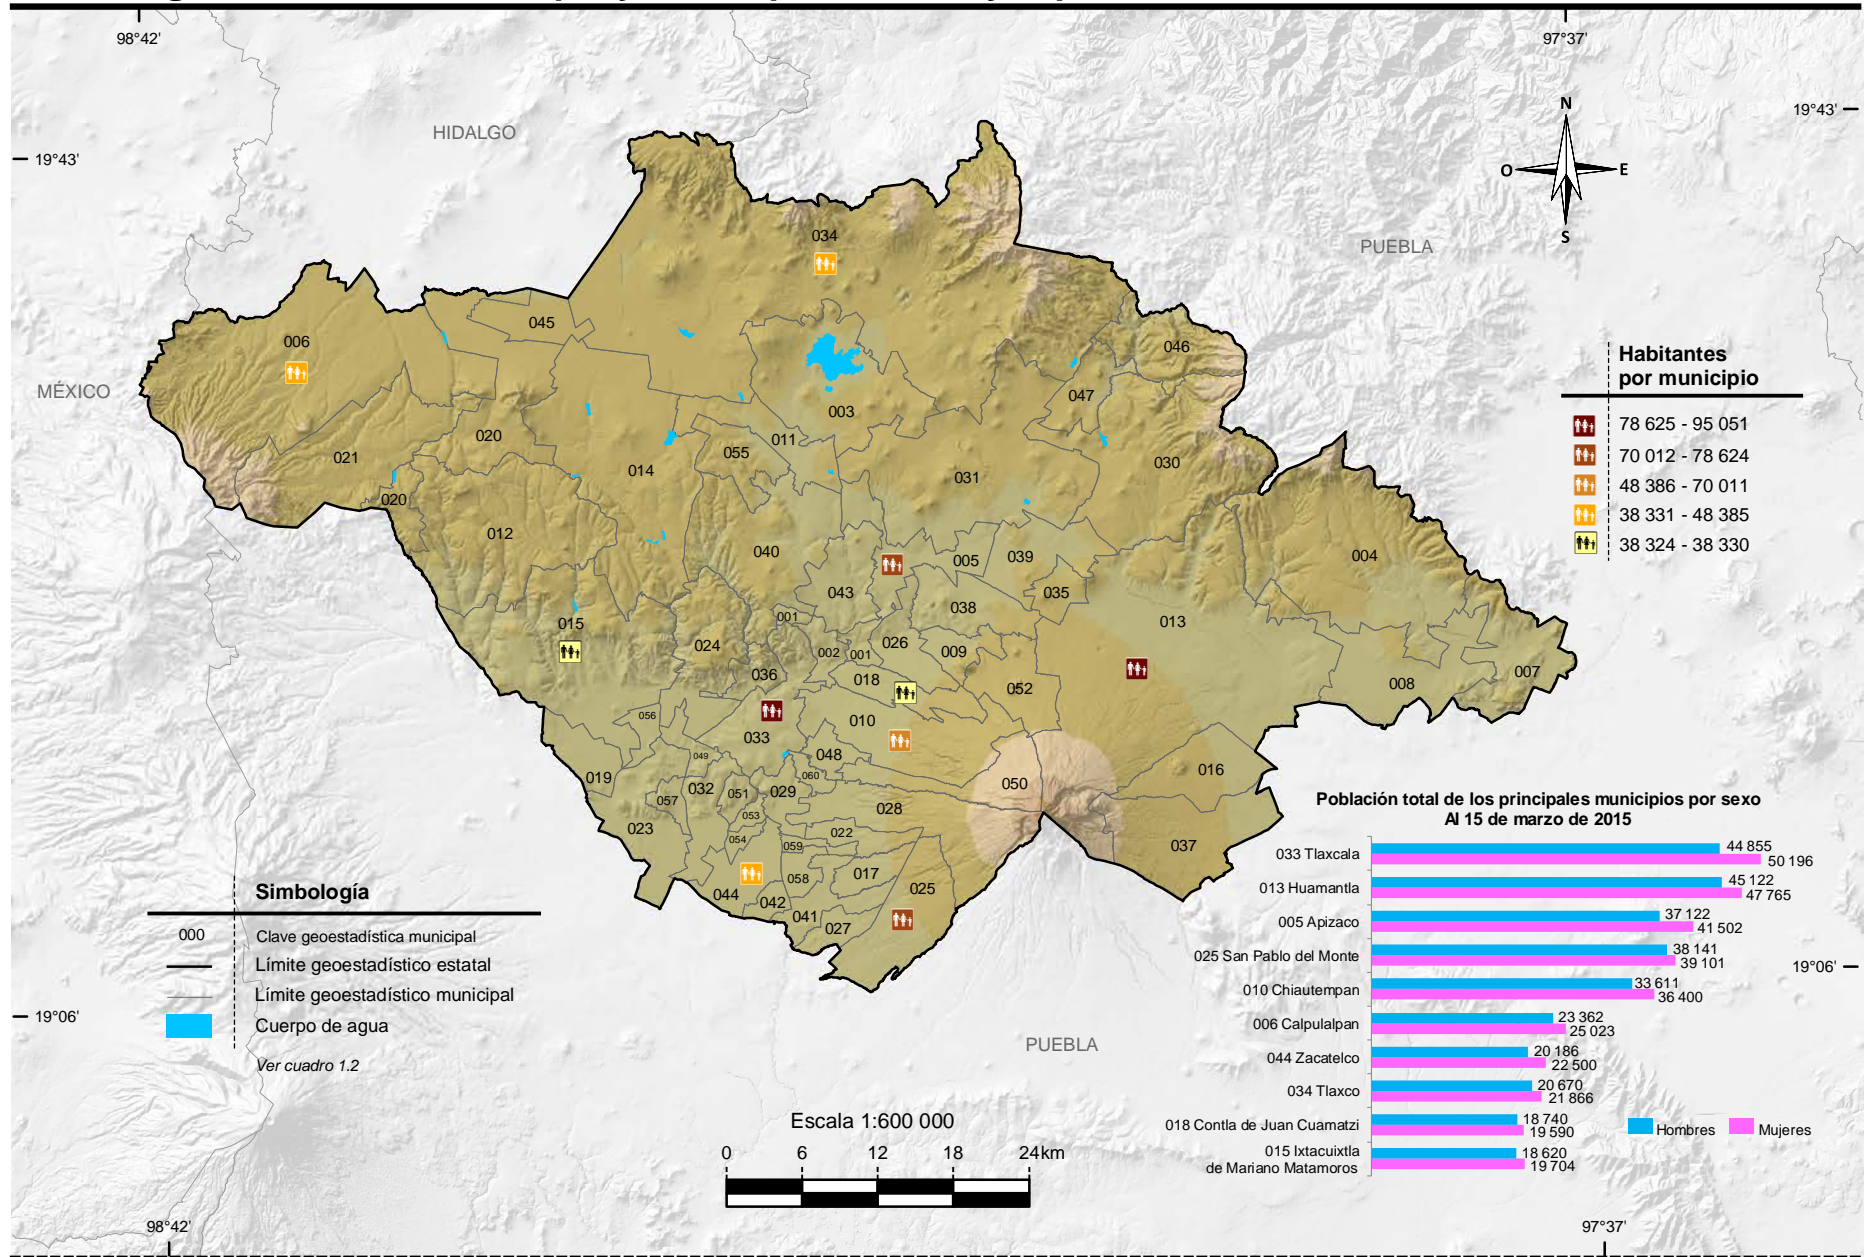 98°42'
97°37'
HIDALGO
19°43'
19°43'
N
O
E
S
PUEBLA
034
045
006
046
MÉXICO
003
047
020
011
021
055
014
030
031
020
012
040
005
039
004
043
035
038
001
015
013
026
024
002
001
009
036
018
007
052
008
056
010
033
048
049
016
019
060
050
032
051
029
057
028
053
023
022
054
059
037
058
017
025
044
042
041
027
Habitantes
por municipio
78 625 - 95 051
70 012 - 78 624
48 386 - 70 011
38 331 - 48 385
38 324 - 38 330
Simbología
000
Clave geoestadística municipal
Límite geoestadístico estatal
Límite geoestadístico municipal
Cuerpo de agua
Ver cuadro 1.2
19°06'
19°06'
PUEBLA
Población total de los principales municipios por sexo
Al 15 de marzo de 2015
033 Tlaxcala
44 855
50 196
013 Huamantla
45 122
47 765
005 Apizaco
37 122
41 502
025 San Pablo del Monte
38 141
39 101
010 Chiautempan
33 611
36 400
006 Calpulalpan
23 362
25 023
044 Zacatelco
20 186
22 500
034 Tlaxco
20 670
21 866
018 Contla de Juan Cuamatzi
18 740
19 590
015 Ixtacuixtla
de Mariano Matamoros
18 620
19 704
Hombres
Mujeres
Escala 1:600 000
0 6 12 18 24km
98°42'
97°37'